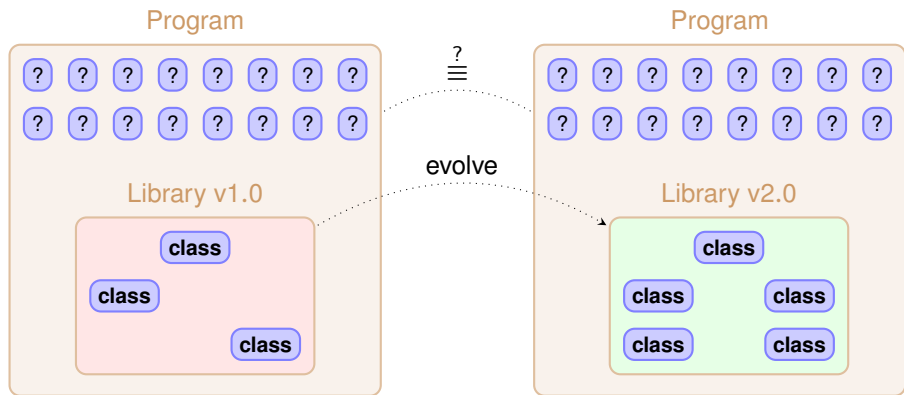 Program
? ? ? ? ? ? ? ?
? ? ? ? ? ? ? ?
Library v1.0
class
class
class
?
≡
evolve
Program
? ? ? ? ? ? ? ?
? ? ? ? ? ? ? ?
Library v2.0
class
class class
class class